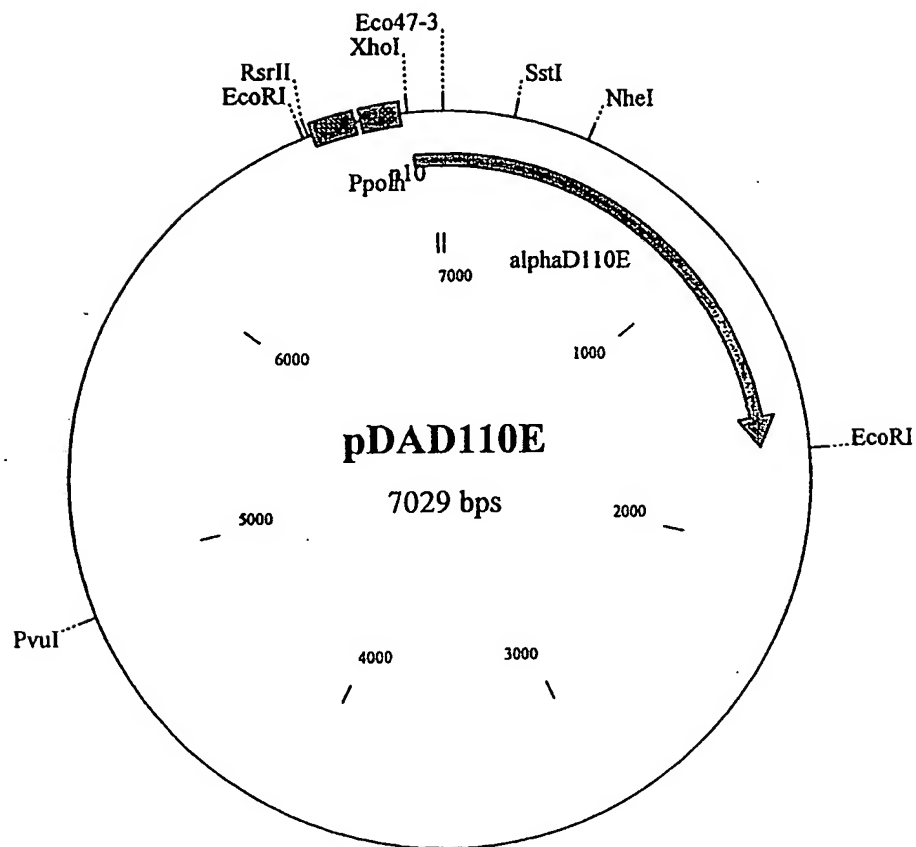 Eco47-3
XhoI
RsrII
EcoRI
SstI
NheI
p10
7000
alphaD110E
6000
1000
pDAD110E
7029 bps
EcoRI
5000
2000
PvuI
4000
3000